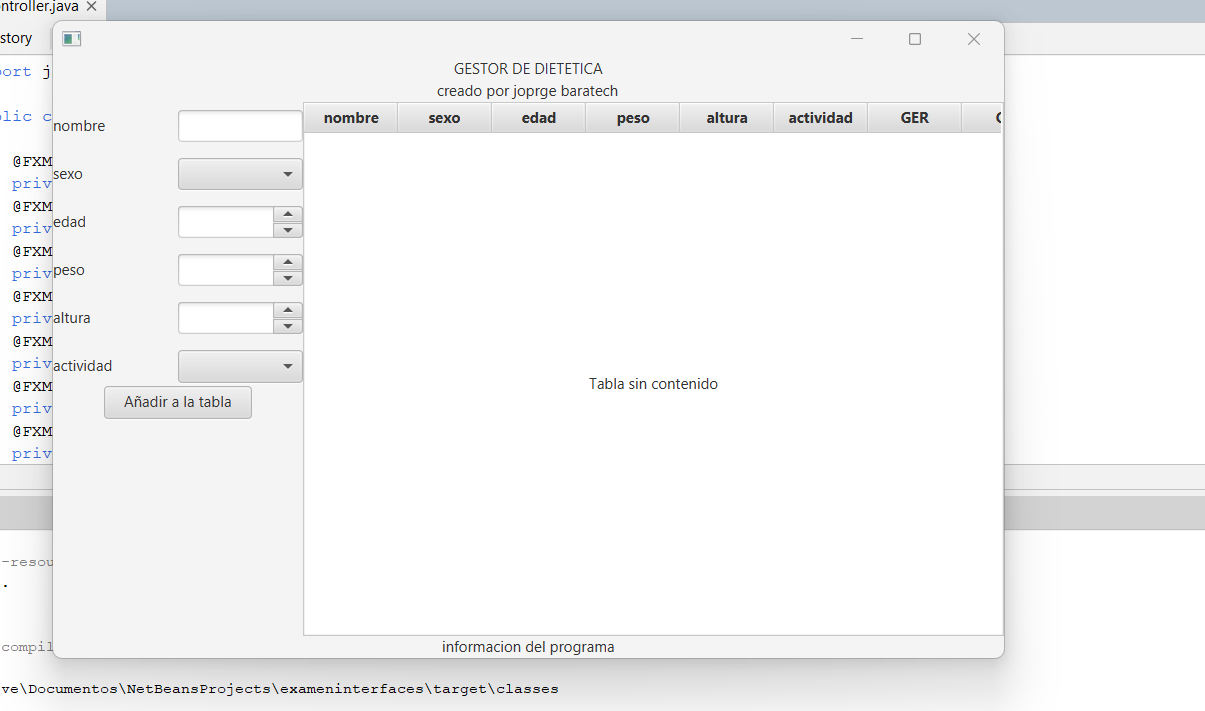 ntroller.java
story
port j
GESTOR DE DIETETICA
creado por joprge baratech
blic c
nombre
sexo
edad
peso
altura
actividad
Añadir a la tabla
nombre sexo edad peso altura actividad GER
Tabla sin contenido
informacion del programa
@FXM
priv
@FXM
priv
@FXM
priv
@FXM
priv
@FXM
priv
@FXM
priv
@FXM
priv
-resou
.
compil
ve\Documentos\NetBeansProjects\exameninterfaces\target\classes